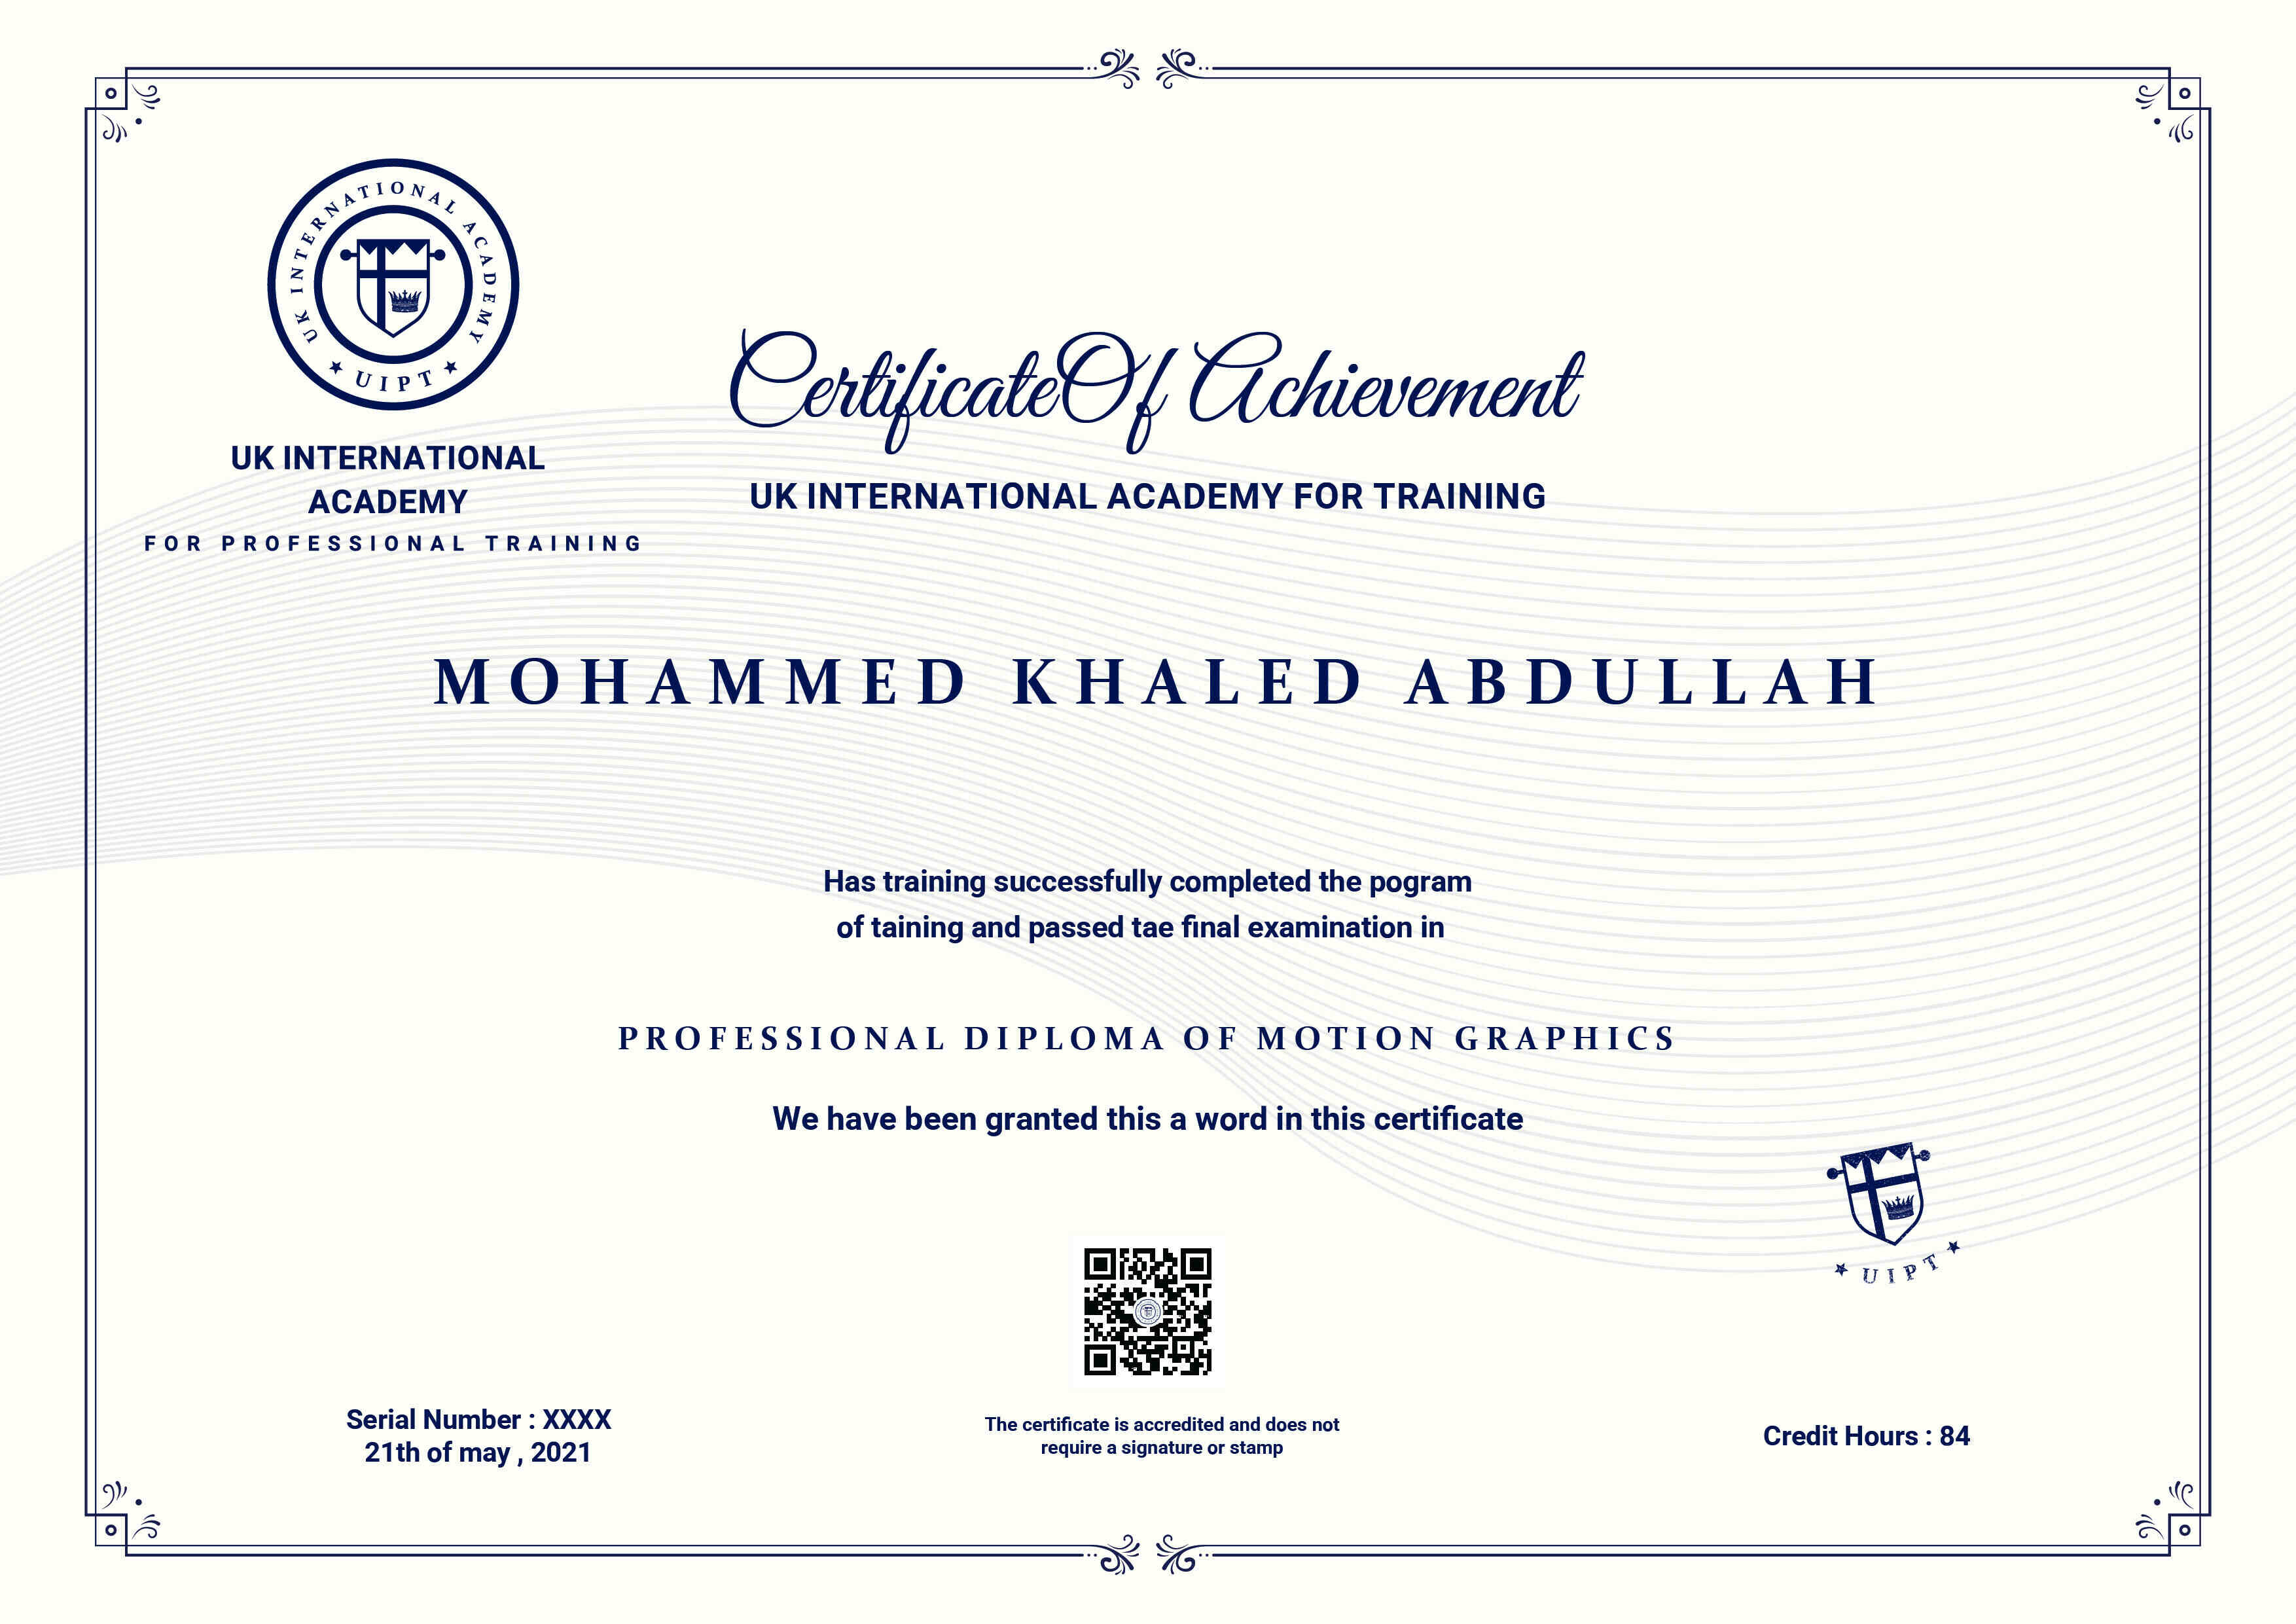 UK INTERNATIONAL ACADEMY
UIPT
UK INTERNATIONAL
ACADEMY
FOR PROFESSIONAL TRAINING
Certificate Of Achievement
UK INTERNATIONAL ACADEMY FOR TRAINING
MOHAMMED KHALED ABDULLAH
Has training successfully completed the pogram
of taining and passed tae final examination in
PROFESSIONAL DIPLOMA OF MOTION GRAPHICS
We have been granted this a word in this certificate
UIPT
Serial Number : XXXX
21th of may , 2021
The certificate is accredited and does not
require a signature or stamp
Credit Hours : 84